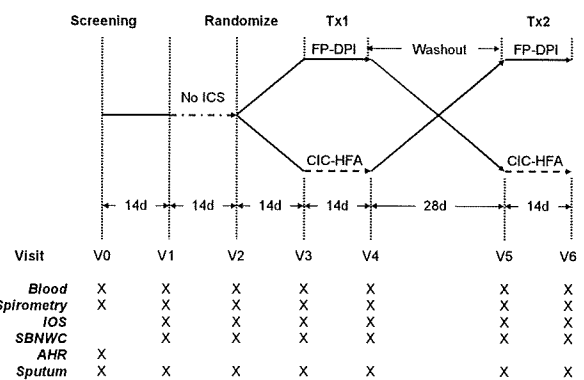 Screening Randomize Tx1 Tx2
FP-DPI Washout FP-DPI
No ICS
CIC-HFA CIC-HFA
14d 14d 14d 14d 28d 14d
Visit V0 V1 V2 V3 V4 V5 V6
Blood X X X X X X X
Spirometry X X X X X X X
IOS X X X X X X
SBNWC X X X X X X
AHR X
Sputum X X X X X X X